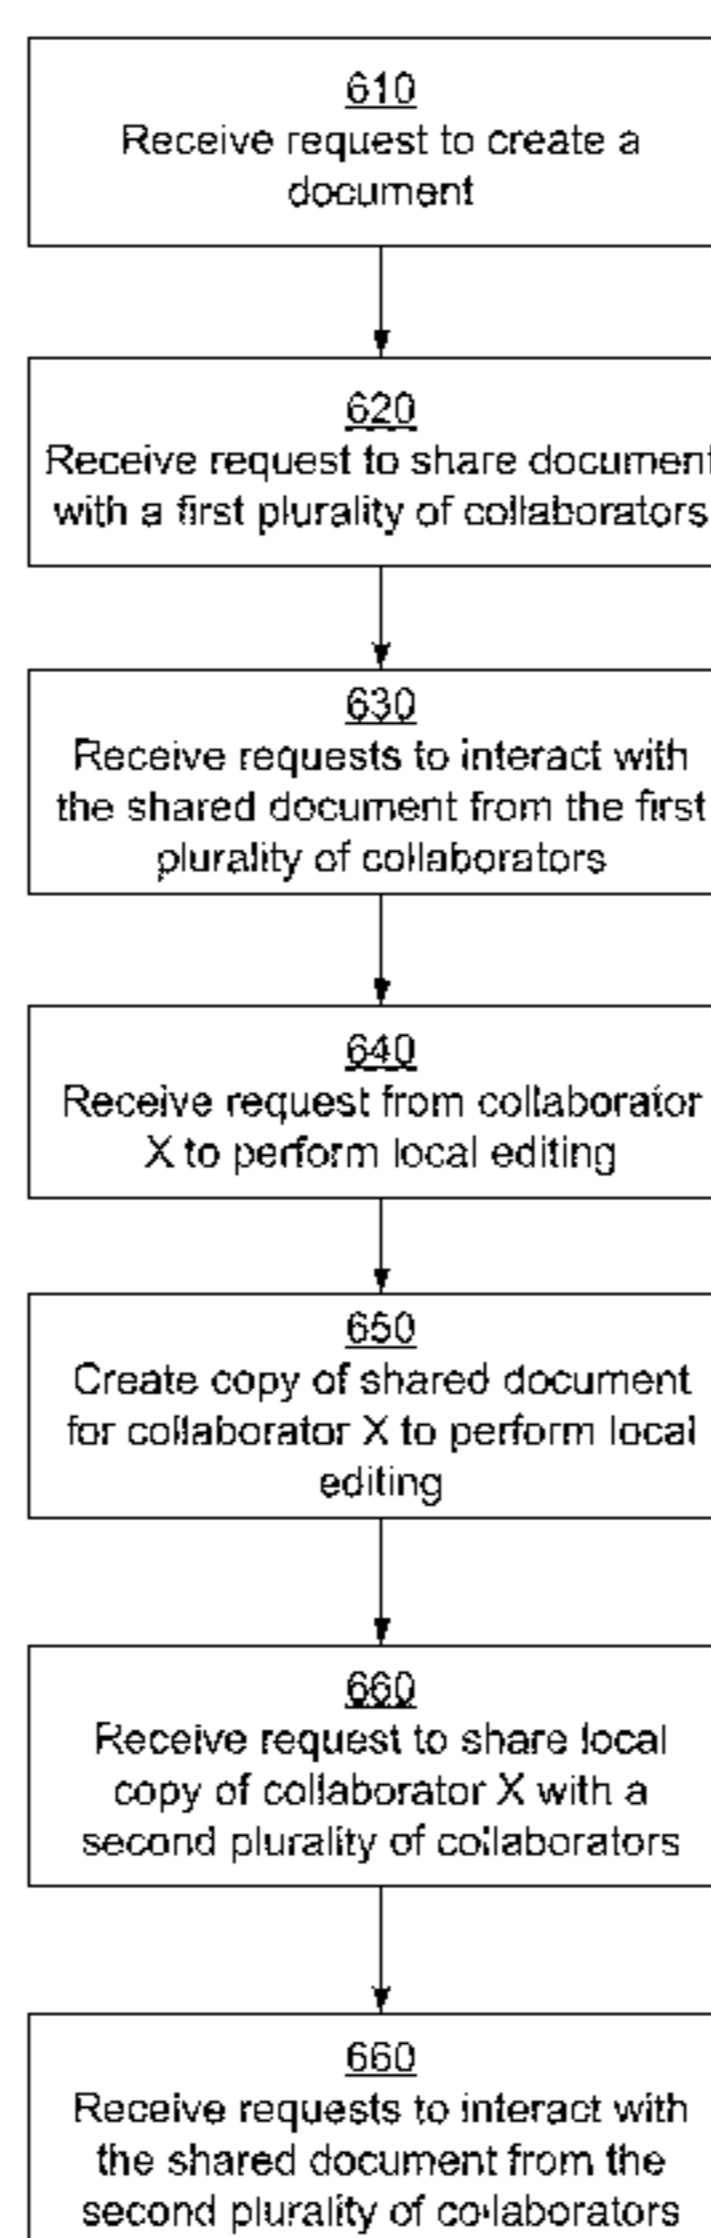 610
Receive request to create a
document
620
Receive request to share document
with a first plurality of collaborators
630
Receive requests to interact with
the shared document from the first
plurality of collaborators
640
Receive request from collaborator
X to perform local editing
650
Create copy of shared document
for collaborator X to perform local
editing
660
Receive request to share local
copy of collaborator X with a
second plurality of collaborators
660
Receive requests to interact with
the shared document from the
second plurality of collaborators